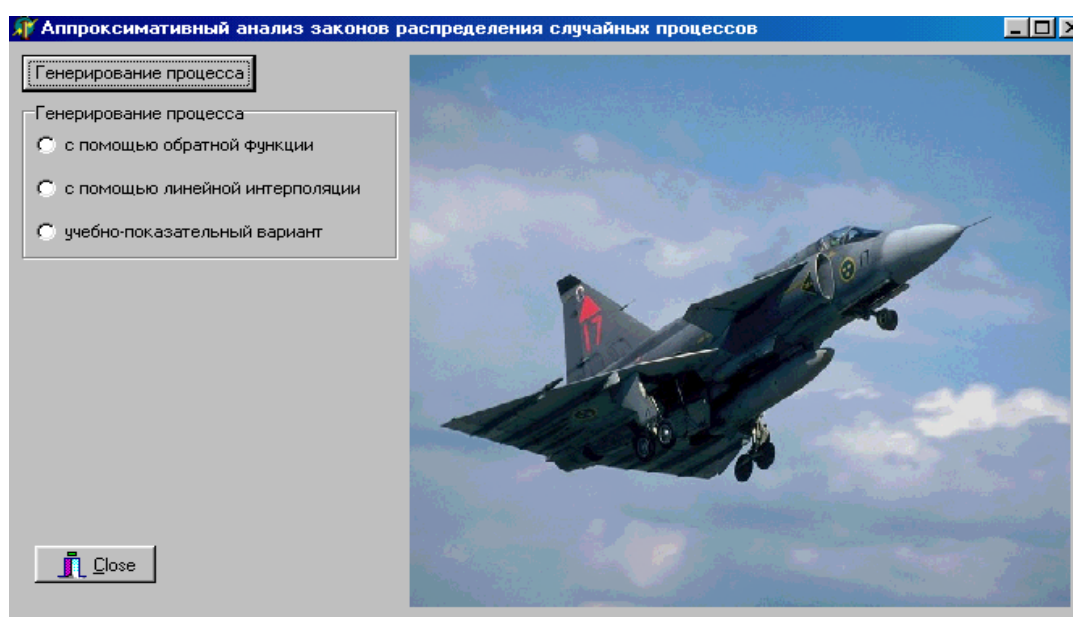 Аппроксимативный анализ законов распределения случайных процессов
Генерирование процесса
Генерирование процесса
с помощью обратной функции
с помощью линейной интерполяции
учебно-показательный вариант
17
Close